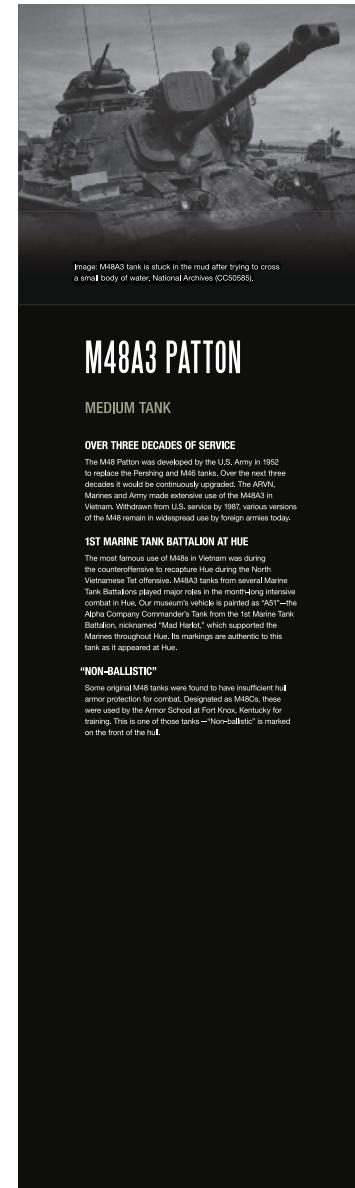 Image: M48A3 tank is stuck in the mud after trying to cross
a small body of water. National Archives (CC50585).
M48A3 PATTON
MEDIUM TANK
OVER THREE DECADES OF SERVICE
The M48 Patton was developed by the U.S. Army in 1952
to replace the Pershing and M46 tanks. Over the next three
decades it would be continuously upgraded. The ARVN,
Marines and Army made extensive use of the M48A3 in
Vietnam. Withdrawn from U.S. service by 1987, various versions
of the M48 remain in widespread use by foreign armies today.
1ST MARINE TANK BATTALION AT HUE
The most famous use of M48s in Vietnam was during
the counteroffensive to recapture Hue during the North
Vietnamese Tet offensive. M48A3 tanks from several Marine
Tank Battalions played major roles in the month-long intensive
combat in Hue. Our museum's vehicle is painted as “A51”—the
Alpha Company Commander's Tank from the 1st Marine Tank
Battalion, nicknamed “Mad Harlot,” which supported the
Marines throughout Hue. Its markings are authentic to this
tank as it appeared at Hue.
“NON-BALLISTIC”
Some original M48 tanks were found to have insufficient hull
armor protection for combat. Designated as M48Cs, these
were used by the Armor School at Fort Knox, Kentucky for
training. This is one of those tanks—“Non-ballistic” is marked
on the front of the hull.